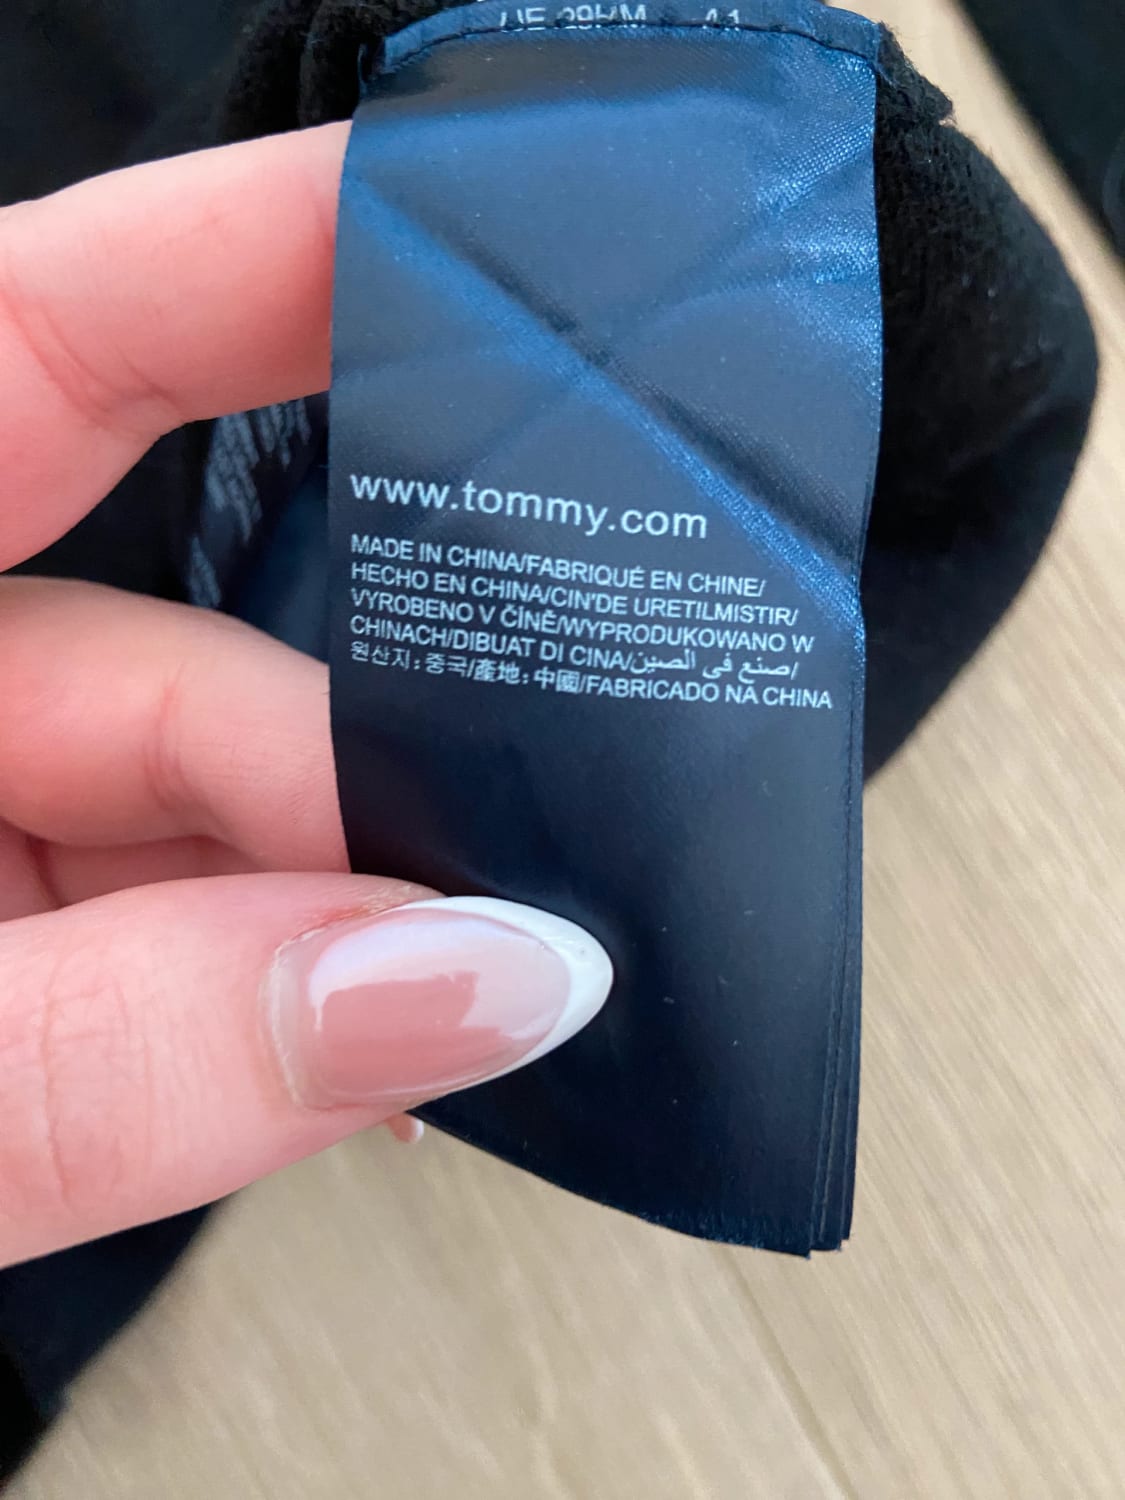 www.tommy.com
MADE IN CHINA/FABRIQUÉ EN CHINE/
HECHO EN CHINA/CIN'DE URETILMISTIR/
VYROBENO V ČÍNĚ/WYPRODUKOWANO W
CHINACH/DIBUAT DI CINA/صنع في الصين/
원산지:중국/產地:中國/FABRICADO NA CHINA